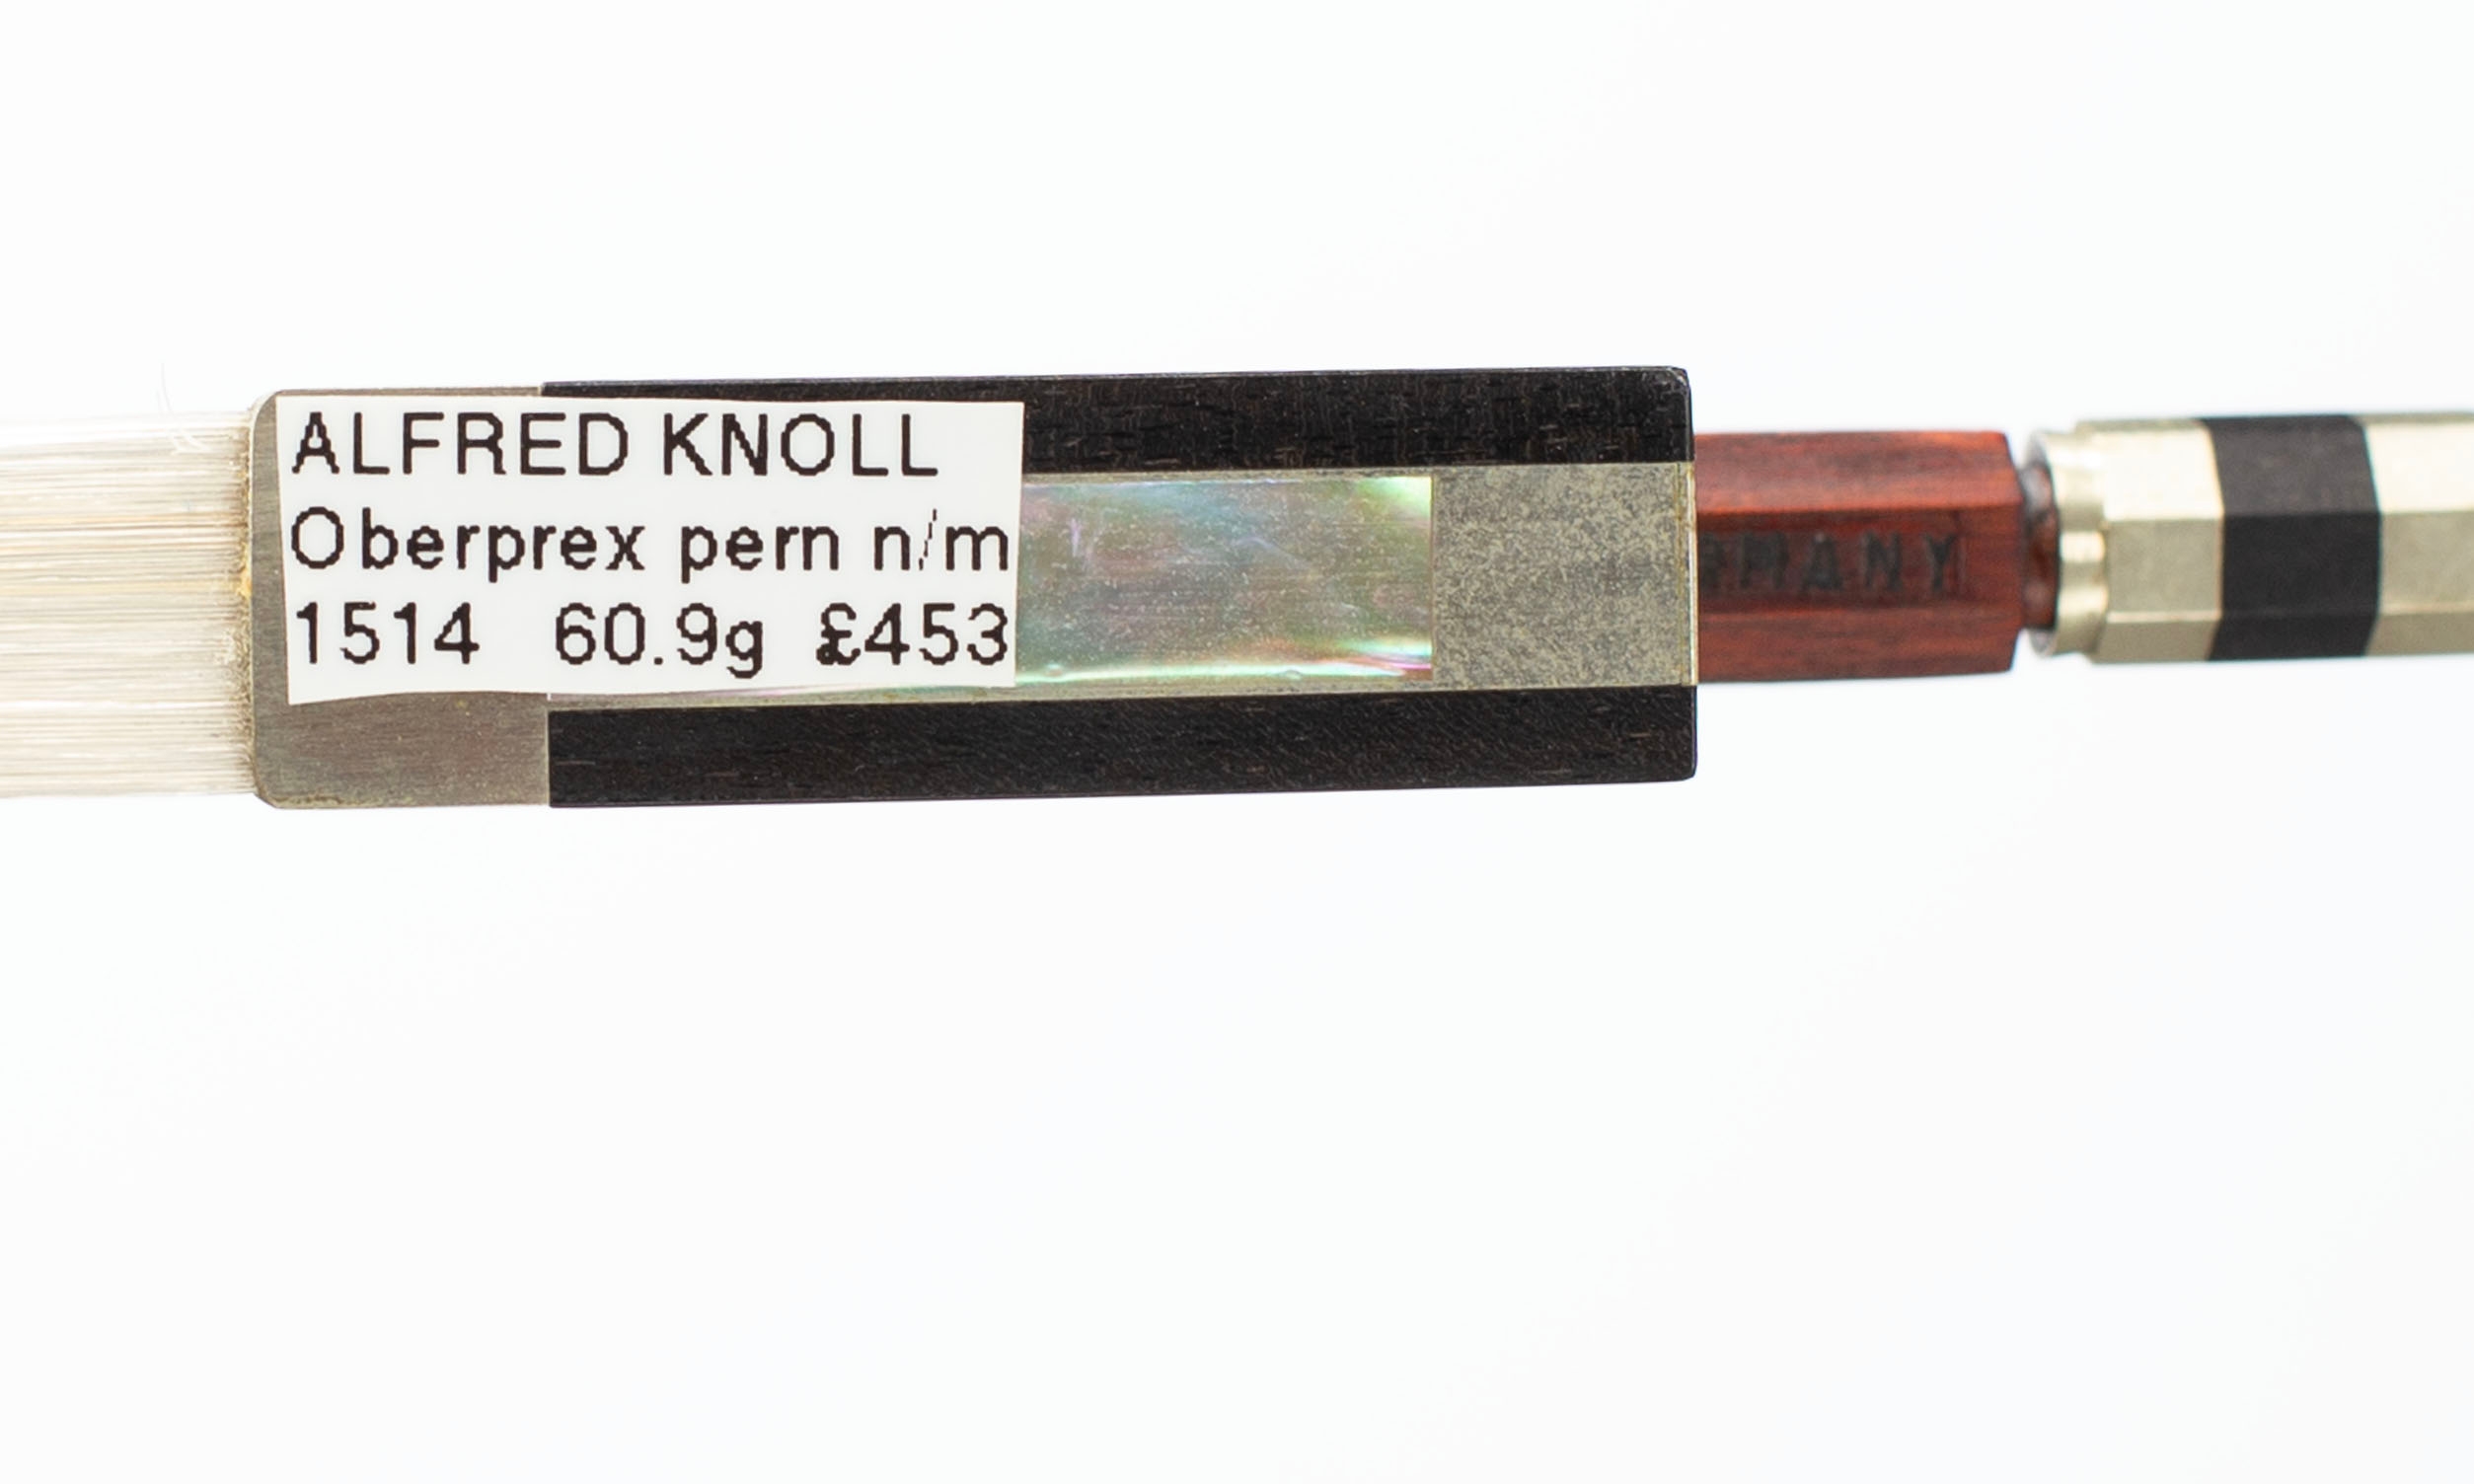 ALFRED KNOLL
Oberprex pern n/m
1514 60.9g £453